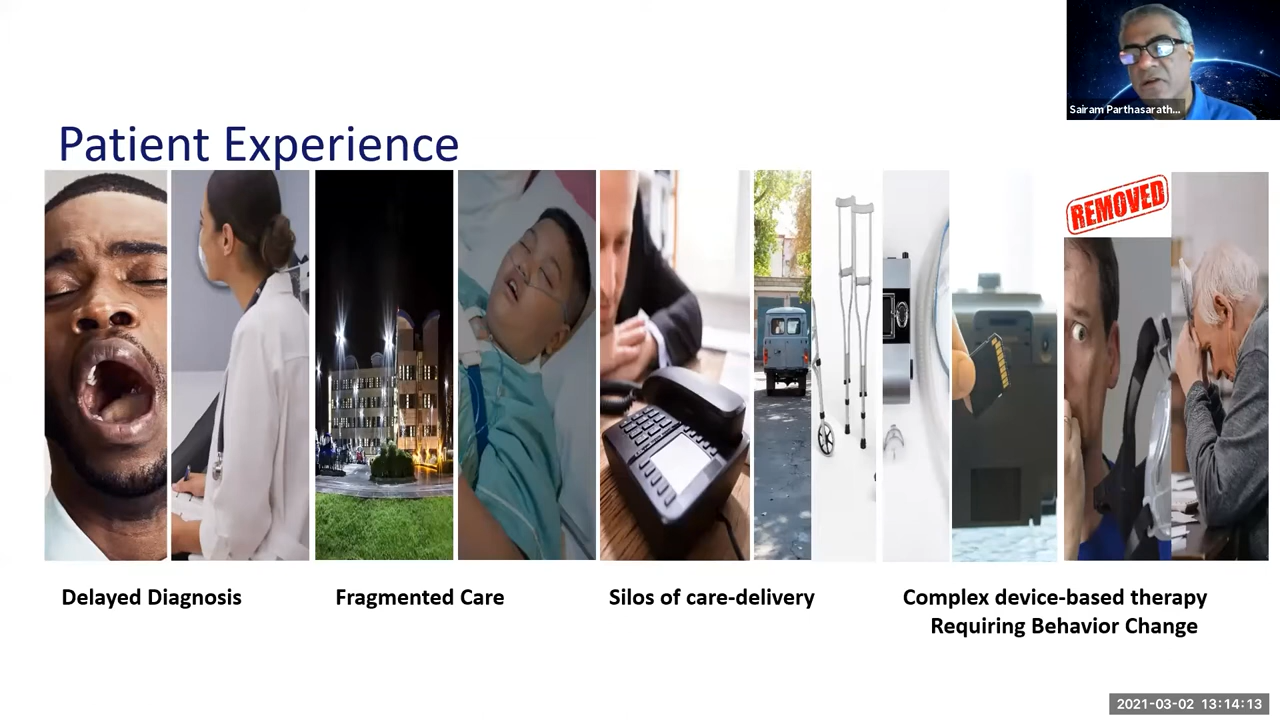 Sairam Parthasarath...
Patient Experience
REMOVED
Delayed Diagnosis
Fragmented Care
Silos of care-delivery
Complex device-based therapy
Requiring Behavior Change
2021-03-02 13:14:13